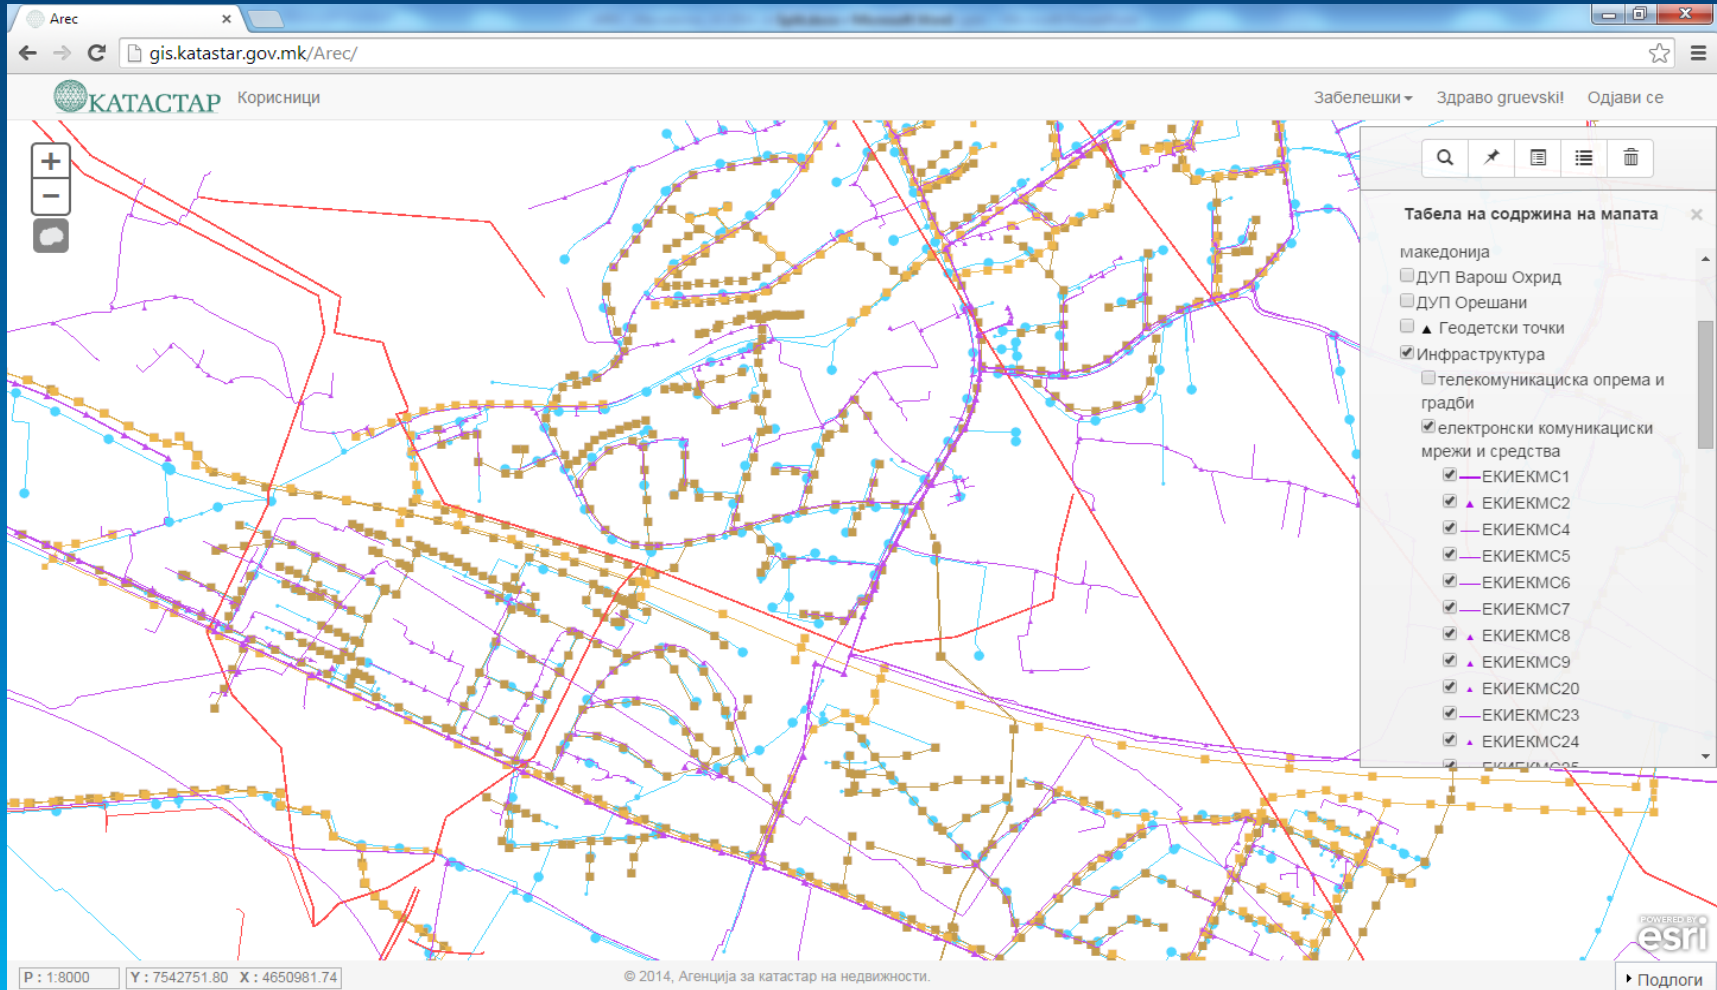 Arec
gis.katastar.gov.mk/Arec/
КАТАСТАР
Корисници
Забелешки
Здраво gruevski!
Одјави се
Табела на содржина на мапата
Македонија
ДУП Варош Охрид
ДУП Орешани
Геодетски точки
Инфраструктура
телекомуникациска опрема и
градби
електронски комуникациски
мрежи и средства
ЕКИЕКМС1
ЕКИЕКМС2
ЕКИЕКМС4
ЕКИЕКМС5
ЕКИЕКМС6
ЕКИЕКМС7
ЕКИЕКМС8
ЕКИЕКМС9
ЕКИЕКМС20
ЕКИЕКМС23
ЕКИЕКМС24
ЕКИЕКМС25
POWERED BY
esri
Р : 1:8000
Y : 7542751.80 X : 4650981.74
© 2014, Агенција за катастар на недвижности.
Подлоги